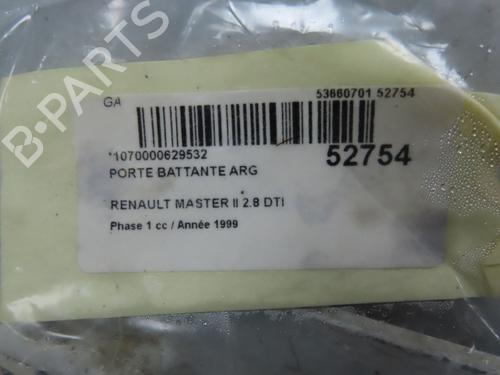 GA
53660701 52754
*1070000629532
52754
PORTE BATTANTE ARG
RENAULT MASTER II 2.8 DTI
Phase 1 cc / Année 1999
B-PARTS